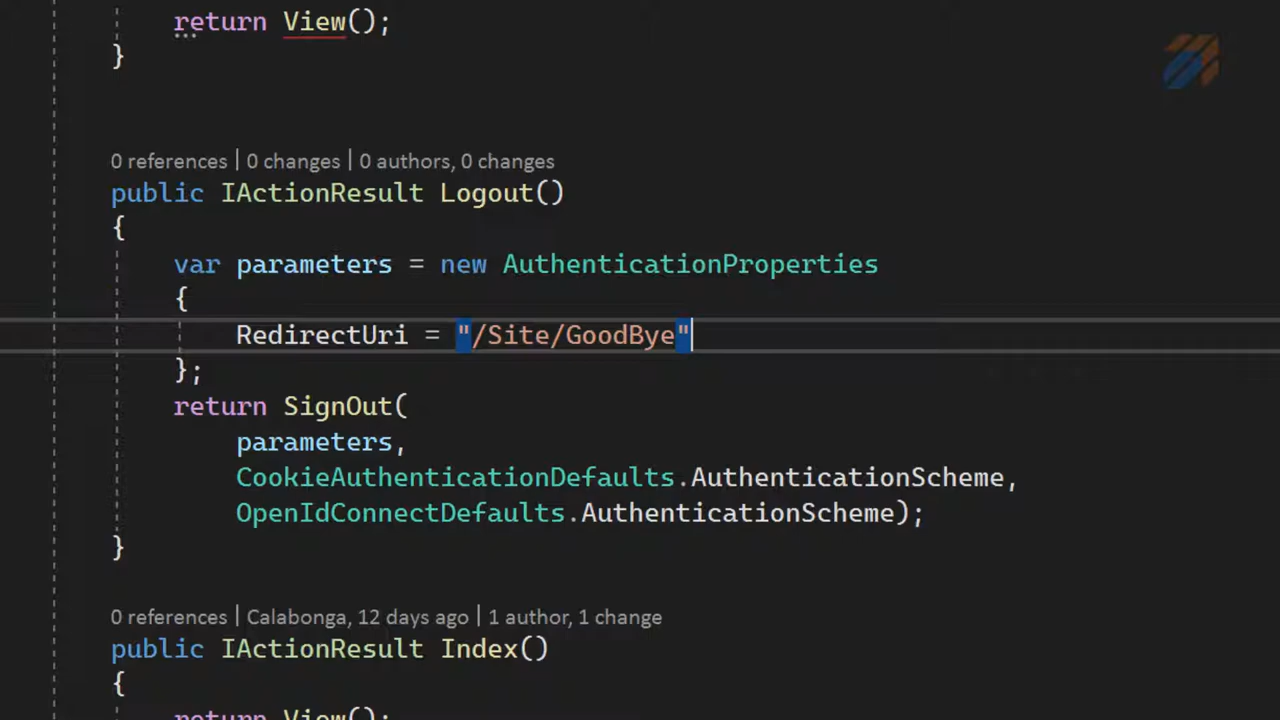 return View();
}
0 references | 0 changes | 0 authors, 0 changes
public IActionResult Logout()
{
var parameters = new AuthenticationProperties
{
RedirectUri = "/Site/GoodBye"
};
return SignOut(
parameters,
CookieAuthenticationDefaults.AuthenticationScheme,
OpenIdConnectDefaults.AuthenticationScheme);
}
0 references | Calabonga, 12 days ago | 1 author, 1 change
public IActionResult Index()
{
return View();